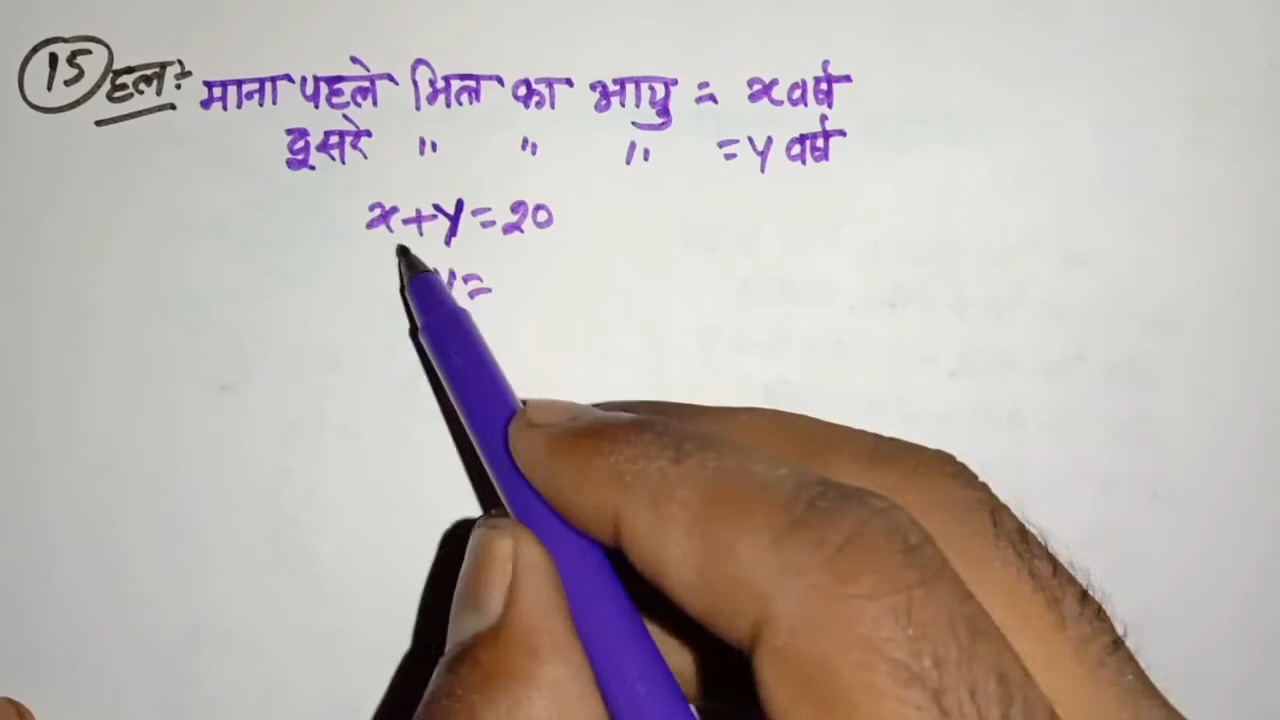 15 हल:- माना पहले मित्र का आयु = x वर्ष
दूसरे " " " = y वर्ष
x+y=20
y=